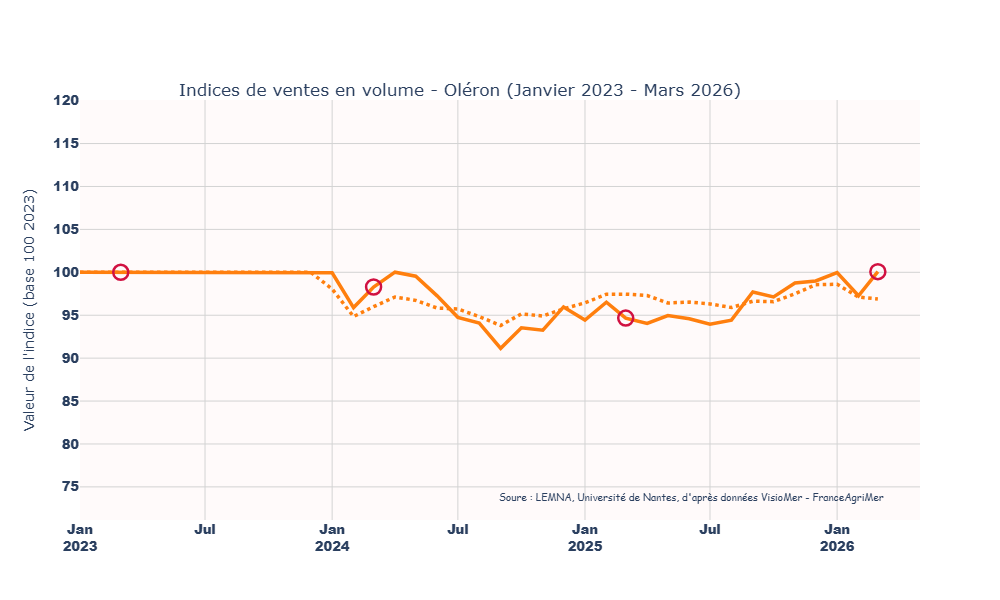 Indices de ventes en volume - Oléron (Janvier 2023 - Mars 2026)
Valeur de l'indice (base 100 2023)
120
115
110
105
100
95
90
85
80
75
Soure : LEMNA, Université de Nantes, d'après données VisioMer - FranceAgriMer
Jan Jul Jan Jul Jan Jul Jan
2023 2024 2025 2026